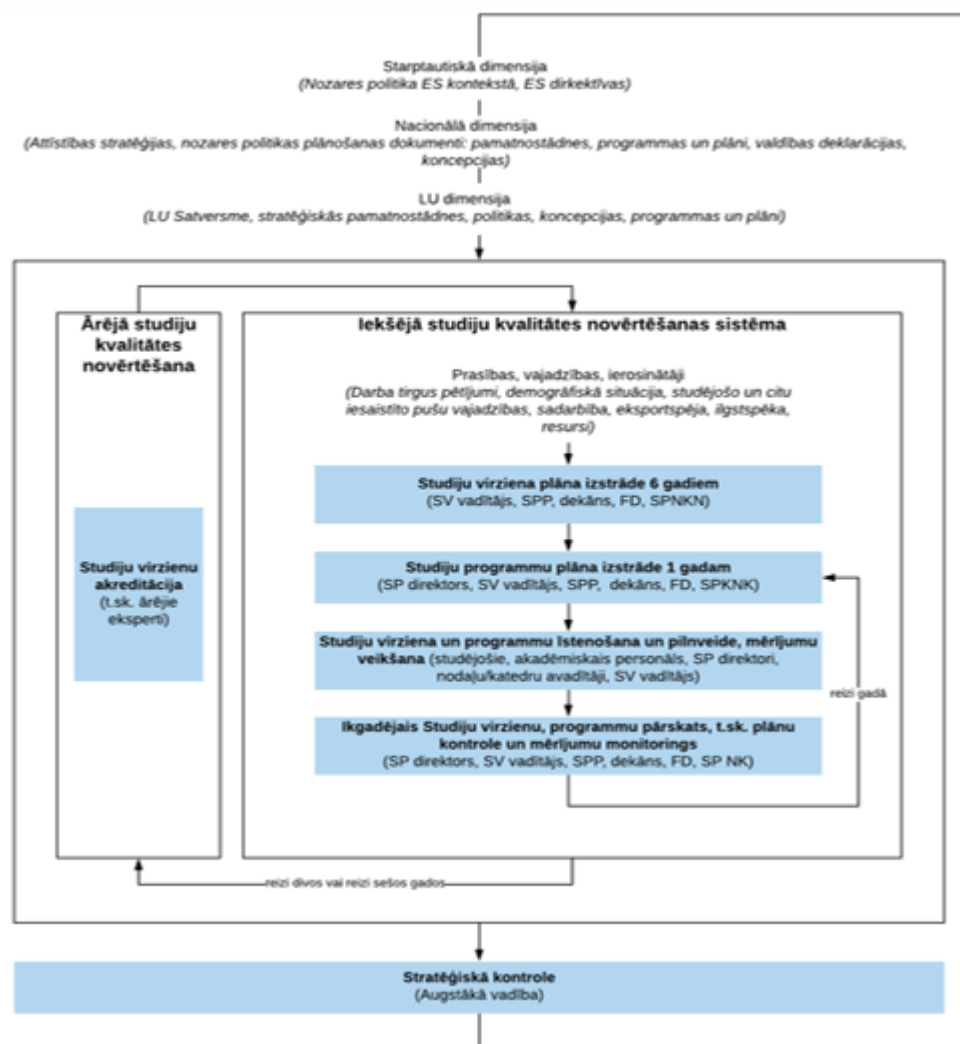 Starptautiskā dimensija
(Nozares politika ES kontekstā, ES dirkektīvas)
Nacionālā dimensija
(Attīstības stratēģijas, nozares politikas plānošanas dokumenti: pamatnostādnes, programmas un plāni, valdības deklarācijas,
koncepcijas)
LU dimensija
(LU Satversme, stratēģiskās pamatnostādnes, politikas, koncepcijas, programmas un plāni)
Ārējā studiju
kvalitātes
novērtēšana
Studiju virzienu
akreditācija
(t.sk. ārējie
eksperti)
Iekšējā studiju kvalitātes novērtēšanas sistēma
Prasības, vajadzības, ierosinātāji
(Darba tirgus pētījumi, demogrāfiskā situācija, studējošo un citu
iesaistīto pušu vajadzības, sadarbība, eksportspēja, ilgstspēka,
resursi)
Studiju virziena plāna izstrāde 6 gadiem
(SV vadītājs, SPP, dekāns, FD, SPNKN)
Studiju programmu plāna izstrāde 1 gadam
(SP direktors, SV vadītājs, SPP, dekāns, FD, SPKNK)
Studiju virziena un programmu īstenošana un pilnveide, mērījumu
veikšana (studējošie, akadēmiskais personāls, SP direktori,
nodaļu/katedru avadītāji, SV vadītājs)
reizi gadā
Ikgadējais Studiju virzienu, programmu pārskats, t.sk. plānu
kontrole un mērījumu monitorings
(SP direktors, SV vadītājs, SPP, dekāns, FD, SP NK)
reizi divos vai reizi sešos gados
Stratēģiskā kontrole
(Augstākā vadība)